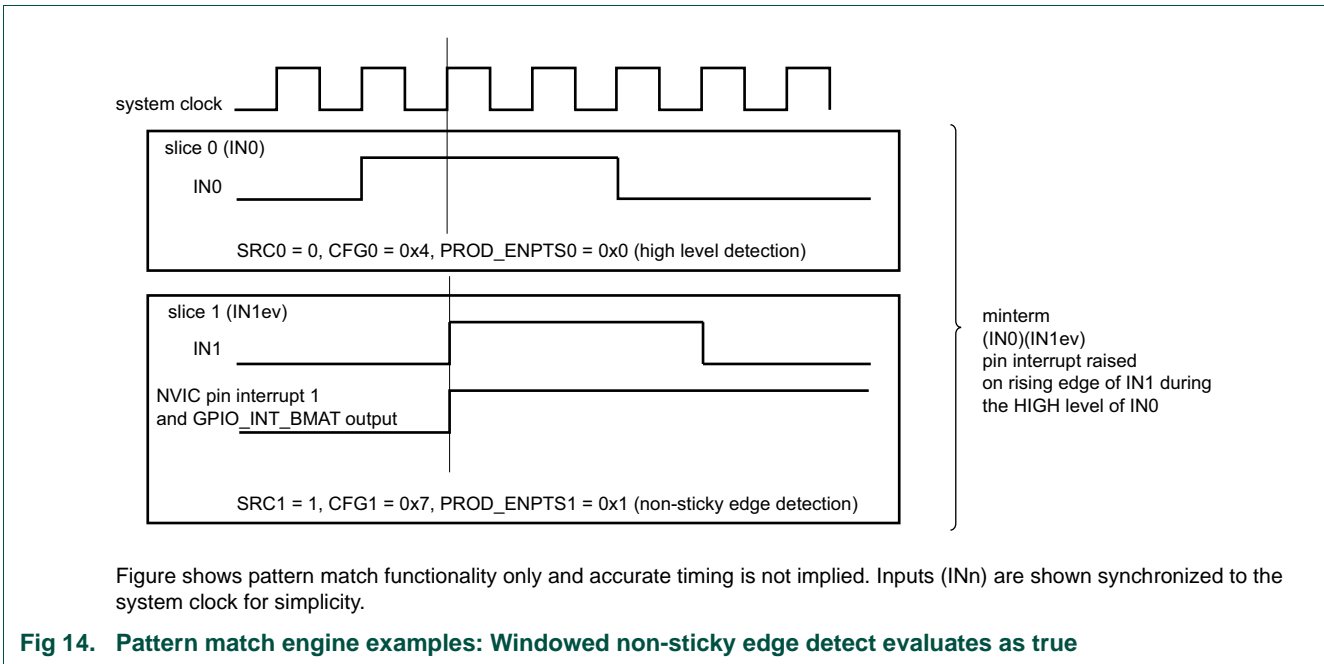 system clock
slice 0 (IN0)
IN0
SRC0 = 0, CFG0 = 0x4, PROD_ENPTS0 = 0x0 (high level detection)
slice 1 (IN1ev)
IN1
NVIC pin interrupt 1
and GPIO_INT_BMAT output
SRC1 = 1, CFG1 = 0x7, PROD_ENPTS1 = 0x1 (non-sticky edge detection)
minterm
(IN0)(IN1ev)
pin interrupt raised
on rising edge of IN1 during
the HIGH level of IN0
Figure shows pattern match functionality only and accurate timing is not implied. Inputs (INn) are shown synchronized to the
system clock for simplicity.
Fig 14. Pattern match engine examples: Windowed non-sticky edge detect evaluates as true